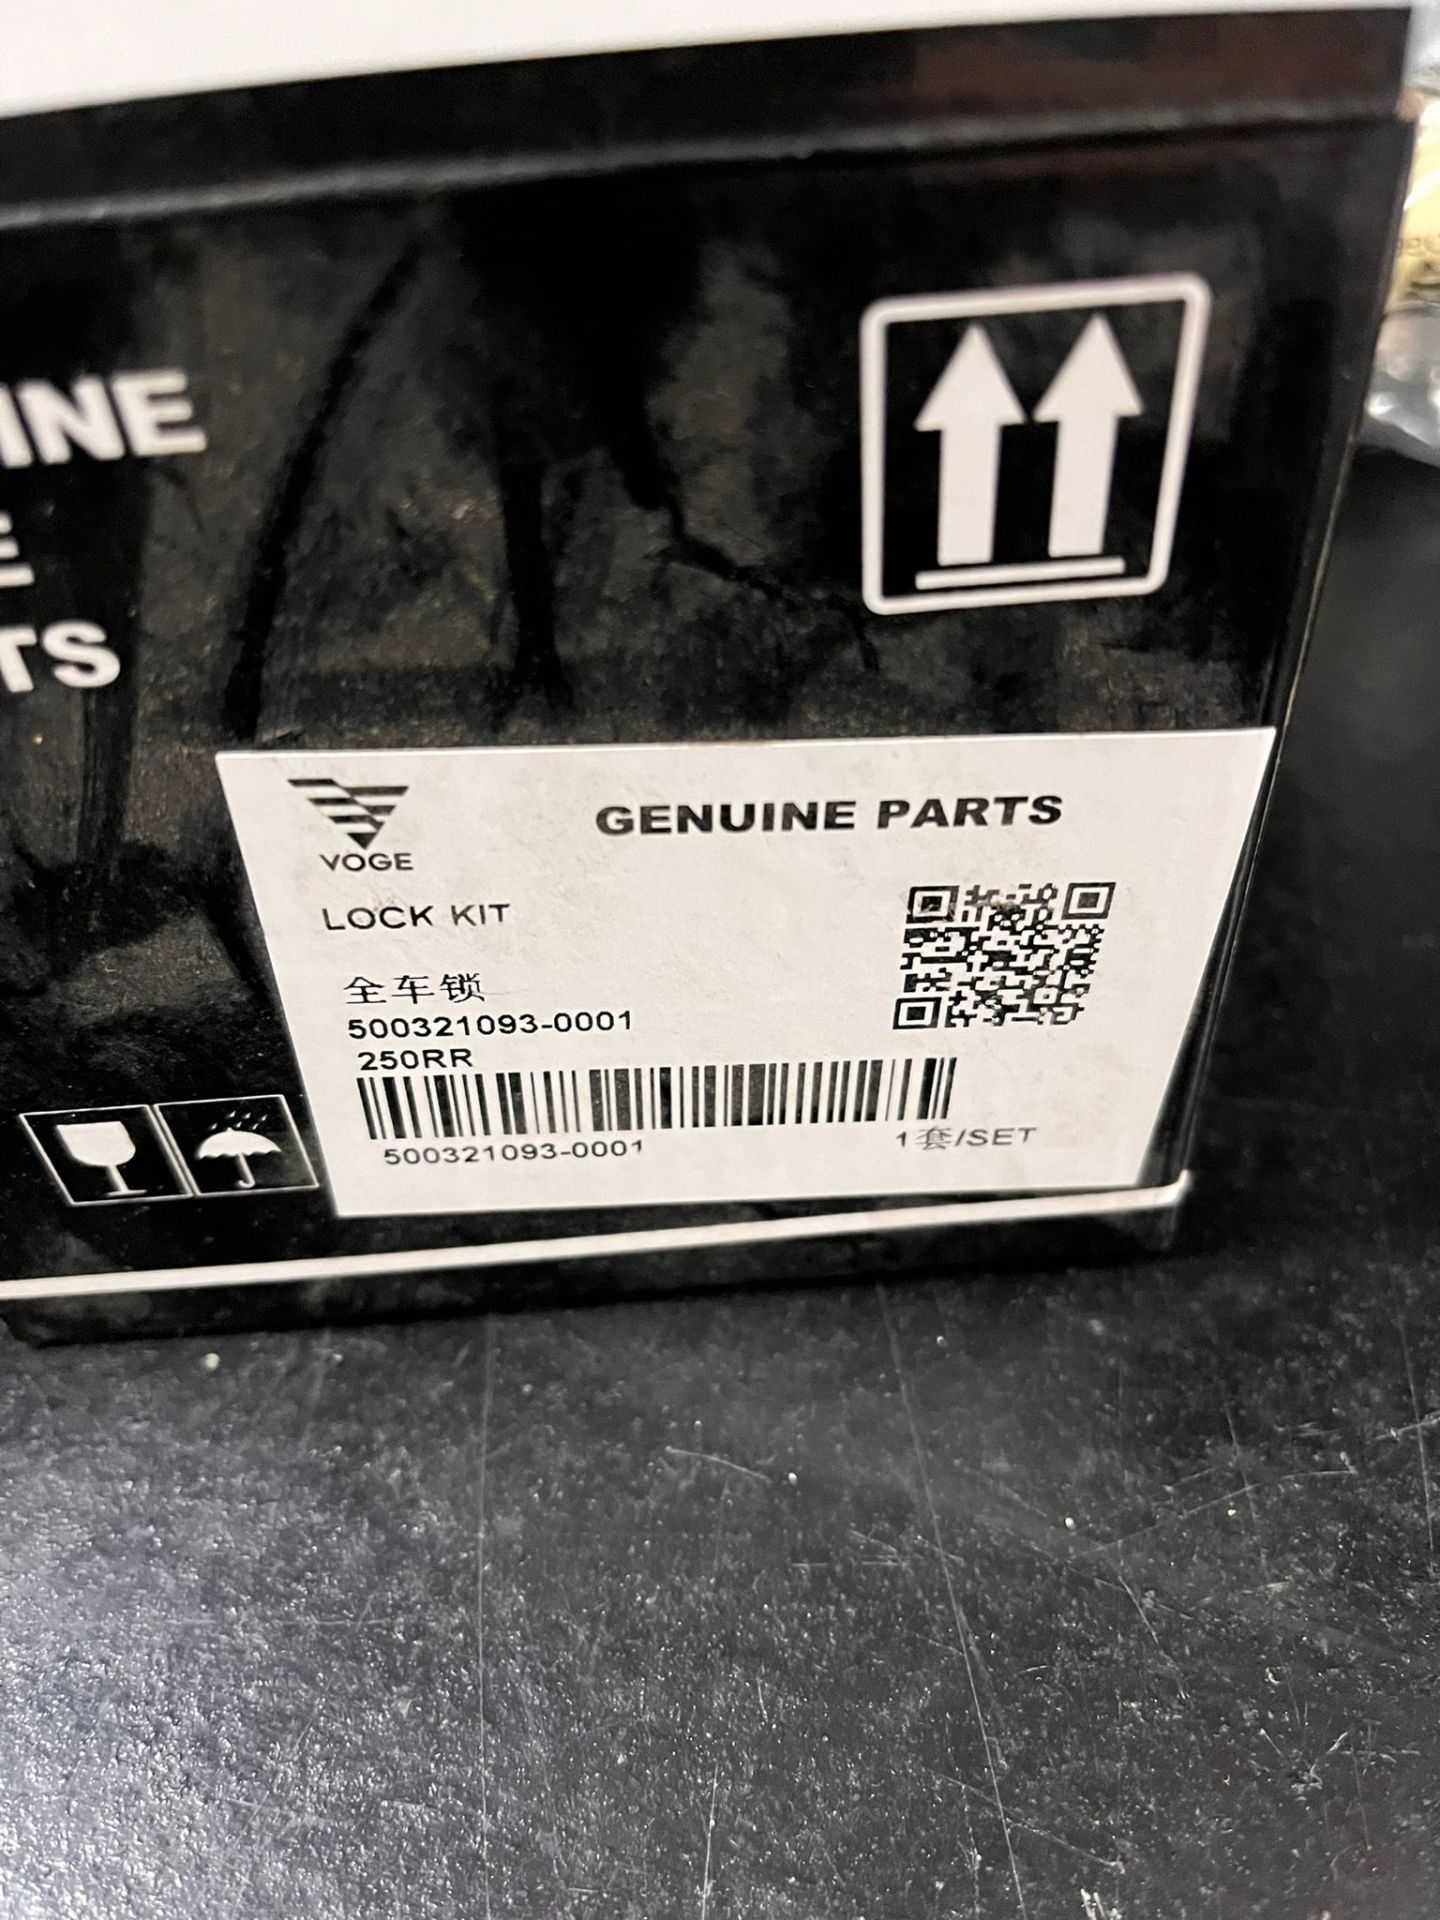 INE
E
TS
VOGE
GENUINE PARTS
LOCK KIT
全车锁
500321093-0001
250RR
500321093-0001
1套/SET